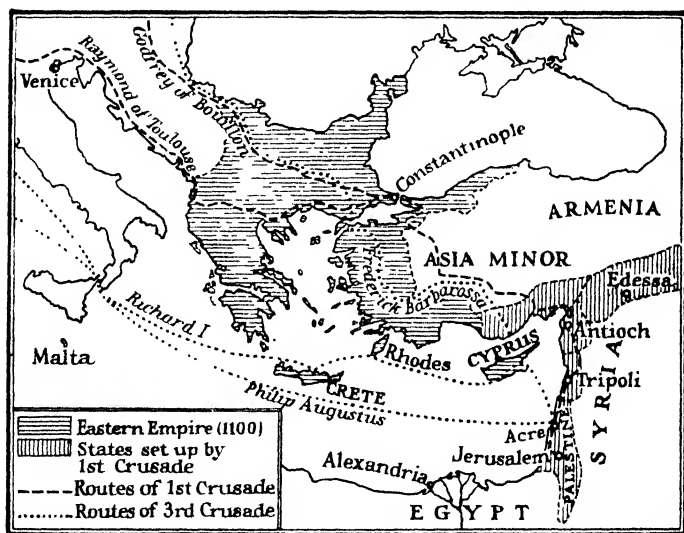 Venice
Raymond of Toulouse
Godfrey of Bouillon
Constantinople
ARMENIA
ASIA MINOR
Frederick Barbarossa
Edessa
Antioch
CYPRUS
Rhodes
Richard I
Malta
CRETE
Philip Augustus
Tripoli
SYRIA
Acre
PALESTINE
Jerusalem
Alexandria
EGYPT
Eastern Empire (1100)
States set up by
1st Crusade
Routes of 1st Crusade
Routes of 3rd Crusade